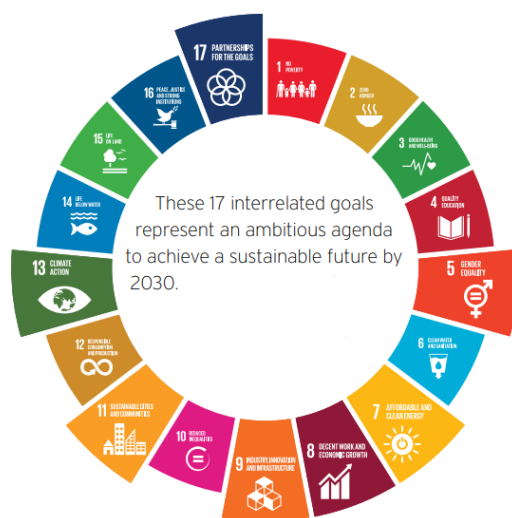 These 17 interrelated goals
represent an ambitious agenda
to achieve a sustainable future by
2030.
1 NO
POVERTY
2 ZERO
HUNGER
3 GOOD HEALTH
AND WELL-BEING
4 QUALITY
EDUCATION
5 GENDER
EQUALITY
6 CLEAN WATER
AND SANITATION
7 AFFORDABLE AND
CLEAN ENERGY
8 DECENT WORK AND
ECONOMIC GROWTH
9 INDUSTRY, INNOVATION
AND INFRASTRUCTURE
10 REDUCED
INEQUALITIES
11 SUSTAINABLE CITIES
AND COMMUNITIES
12 RESPONSIBLE
CONSUMPTION
AND PRODUCTION
13 CLIMATE
ACTION
14 LIFE
BELOW WATER
15 LIFE
ON LAND
16 PEACE, JUSTICE
AND STRONG
INSTITUTIONS
17 PARTNERSHIPS
FOR THE GOALS